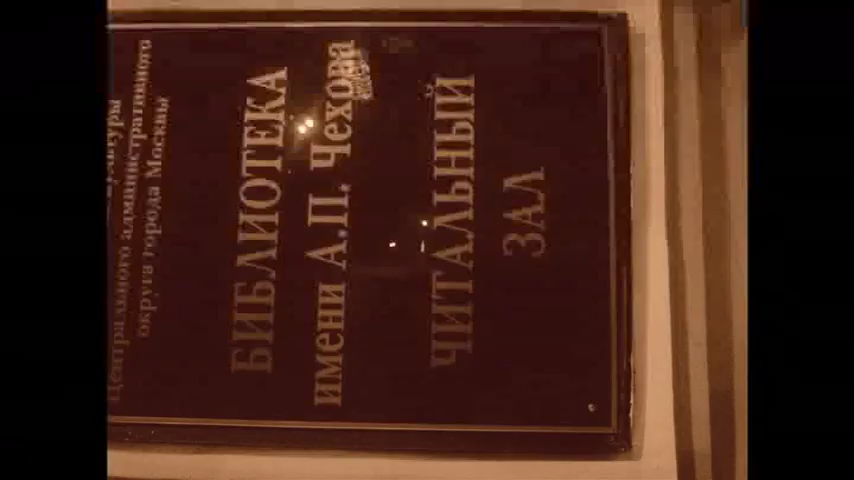 Центрального административного
округа города Москвы
БИБЛИОТЕКА
имени А.П. Чехова
ЧИТАЛЬНЫЙ
ЗАЛ